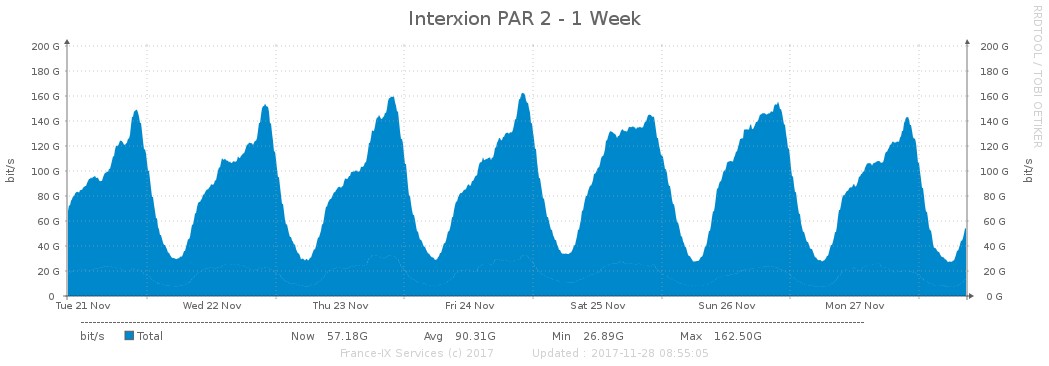 Interxion PAR 2 - 1 Week
RRDTOOL / TOBI OETIKER
bit/s
200 G 200 G
180 G 180 G
160 G 160 G
140 G 140 G
120 G 120 G
100 G 100 G
80 G 80 G
60 G 60 G
40 G 40 G
20 G 20 G
0 0 G
bit/s
Tue 21 Nov Wed 22 Nov Thu 23 Nov Fri 24 Nov Sat 25 Nov Sun 26 Nov Mon 27 Nov
bit/s Total Now 57.18G Avg 90.31G Min 26.89G Max 162.50G
France-IX Services (c) 2017 Updated : 2017-11-28 08:55:05